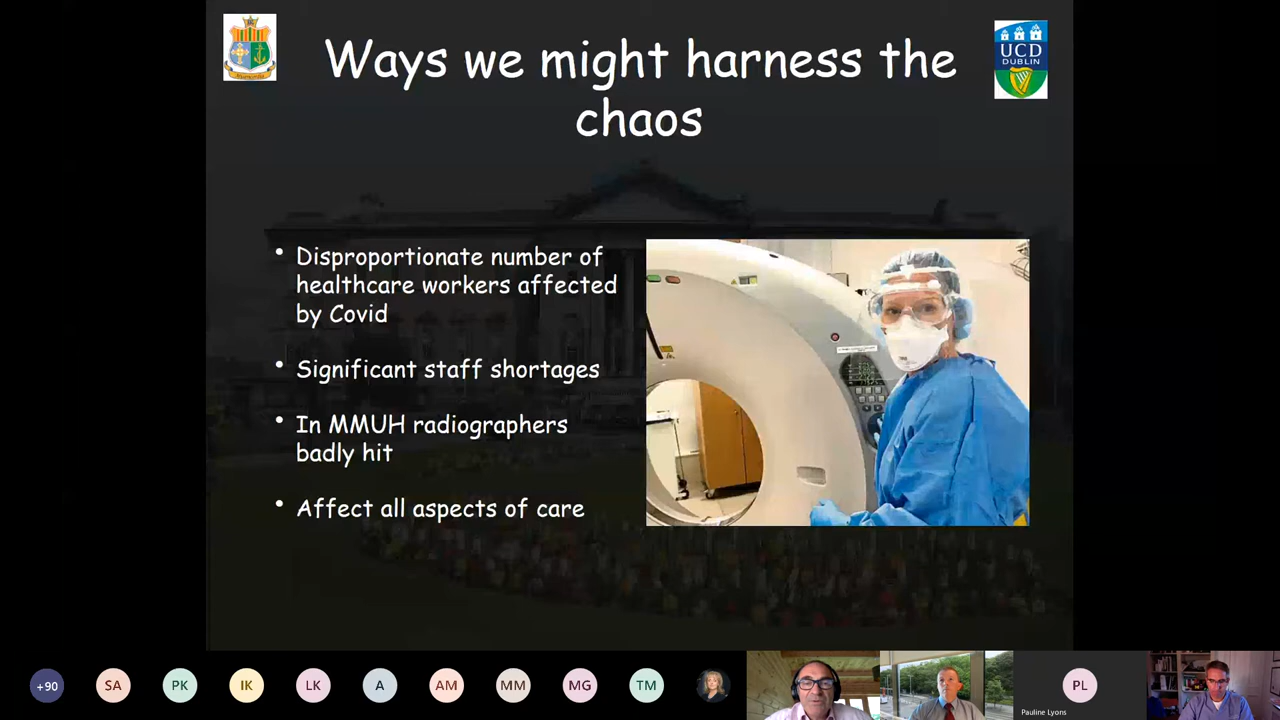 Ways we might harness the
chaos
UCD
DUBLIN
• Disproportionate number of
healthcare workers affected
by Covid
• Significant staff shortages
• In MMUH radiographers
badly hit
• Affect all aspects of care
+90
SA
PK
IK
LK
A
AM
MM
MG
TM
PL
Pauline Lyons